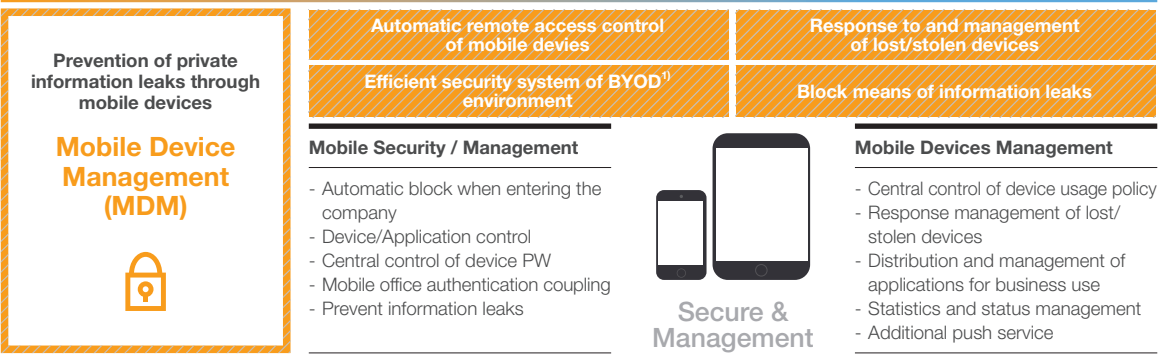 Prevention of private
information leaks through
mobile devices
Mobile Device
Management
(MDM)
Automatic remote access control
of mobile devies
Response to and management
of lost/stolen devices
Efficient security system of BYOD1)
environment
Block means of information leaks
Mobile Security / Management
- Automatic block when entering the
company
- Device/Application control
- Central control of device PW
- Mobile office authentication coupling
- Prevent information leaks
Secure &
Management
Mobile Devices Management
- Central control of device usage policy
- Response management of lost/
stolen devices
- Distribution and management of
applications for business use
- Statistics and status management
- Additional push service